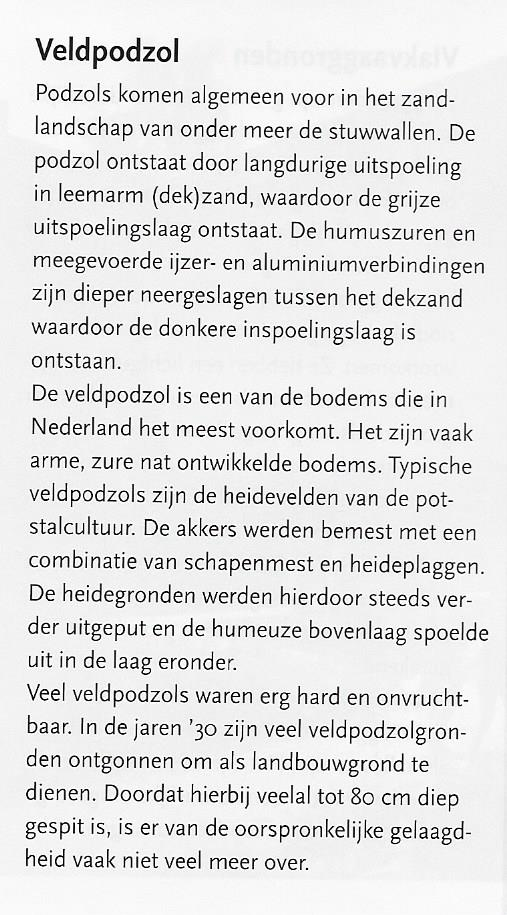 Veldpodzol
Podzols komen algemeen voor in het zand-
landschap van onder meer de stuwwallen. De
podzol ontstaat door langdurige uitspoeling
in leemarm (dek)zand, waardoor de grijze
uitspoelingslaag ontstaat. De humuszuren en
meegevoerde ijzer- en aluminiumverbindingen
zijn dieper neergeslagen tussen het dekzand
waardoor de donkere inspoelingslaag is
ontstaan.
De veldpodzol is een van de bodems die in
Nederland het meest voorkomt. Het zijn vaak
arme, zure nat ontwikkelde bodems. Typische
veldpodzols zijn de heidevelden van de pot-
stalcultuur. De akkers werden bemest met een
combinatie van schapenmest en heideplaggen.
De heidegronden werden hierdoor steeds ver-
der uitgeput en de humeuze bovenlaag spoelde
uit in de laag eronder.
Veel veldpodzols waren erg hard en onvrucht-
baar. In de jaren ’30 zijn veel veldpodzolgron-
den ontgonnen om als landbouwgrond te
dienen. Doordat hierbij veelal tot 80 cm diep
gespit is, is er van de oorspronkelijke gelaagd-
heid vaak niet veel meer over.